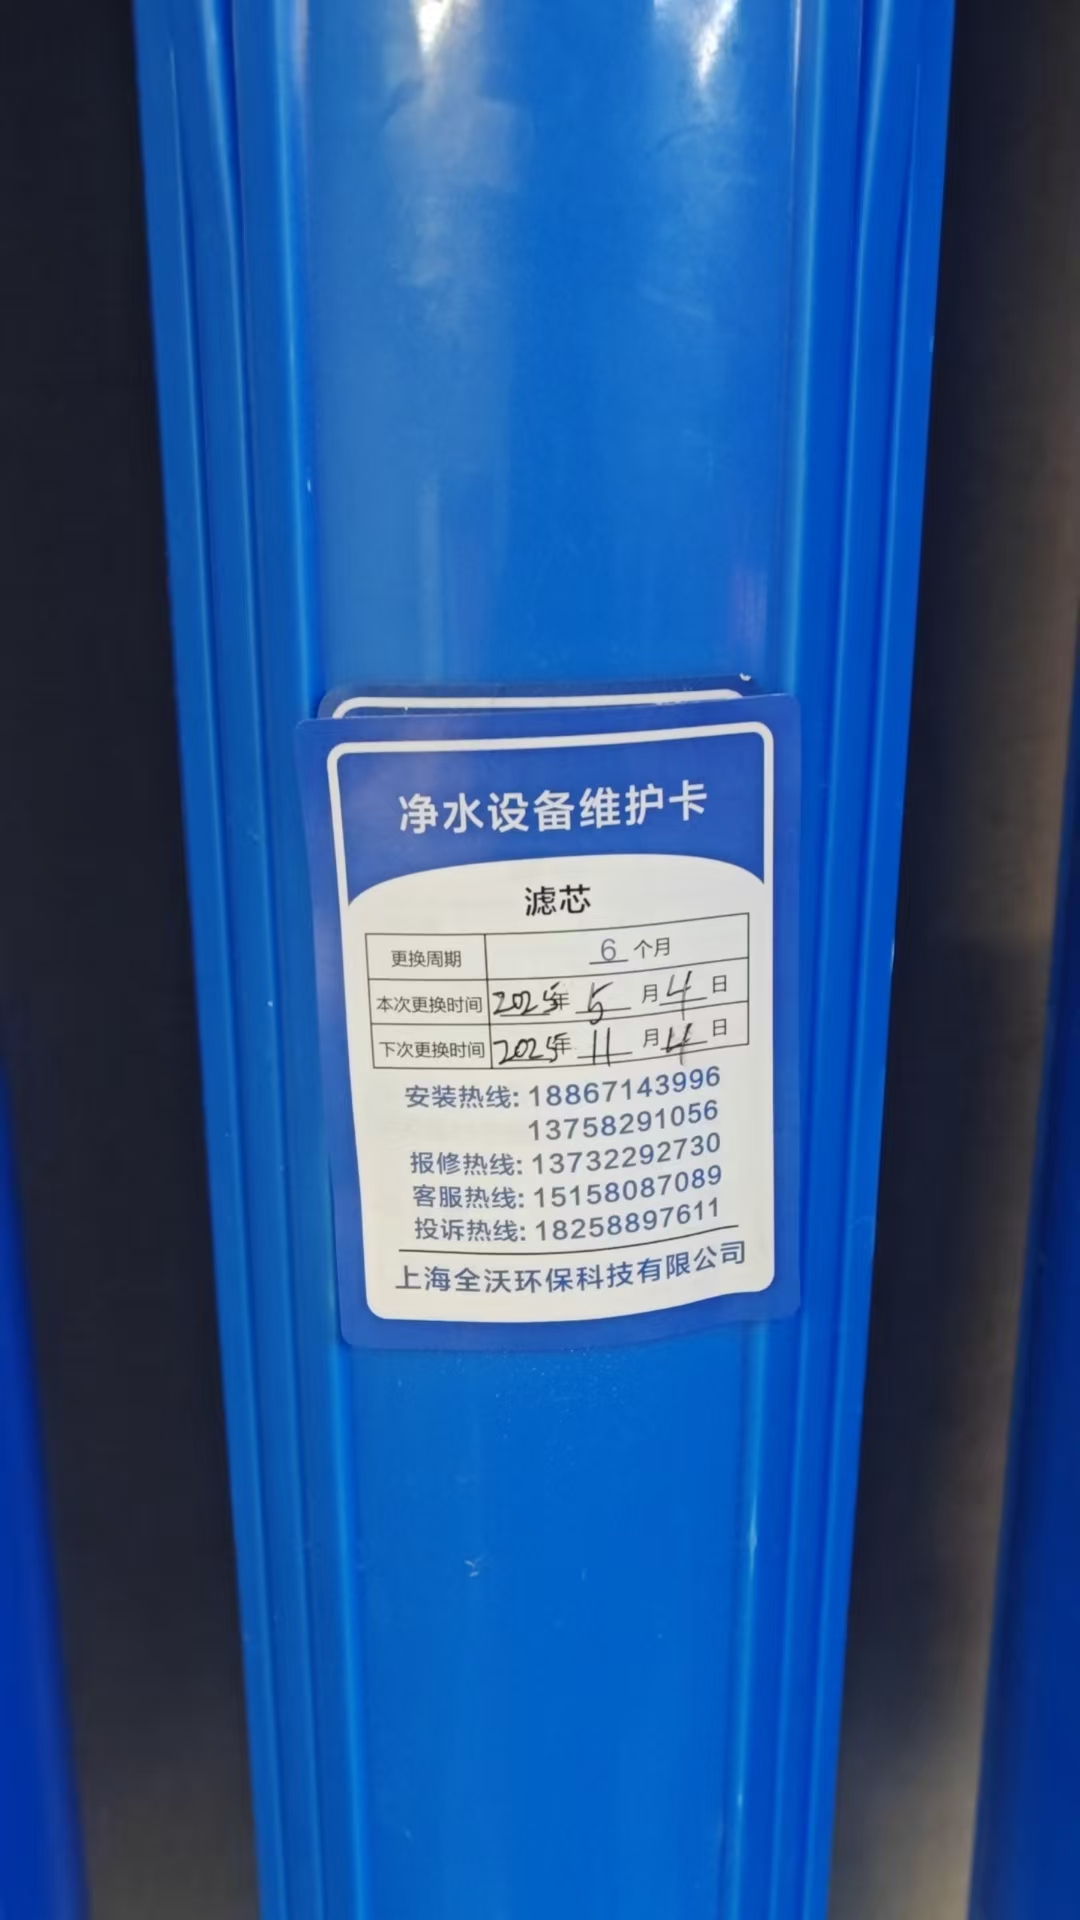 净水设备维护卡
滤芯
更换周期 6 个月
本次更换时间 2025年 5 月 4 日
下次更换时间 2025年 11 月 4 日
安装热线: 18867143996
13758291056
报修热线: 13732292730
客服热线: 15158087089
投诉热线: 18258897611
上海全沃环保科技有限公司